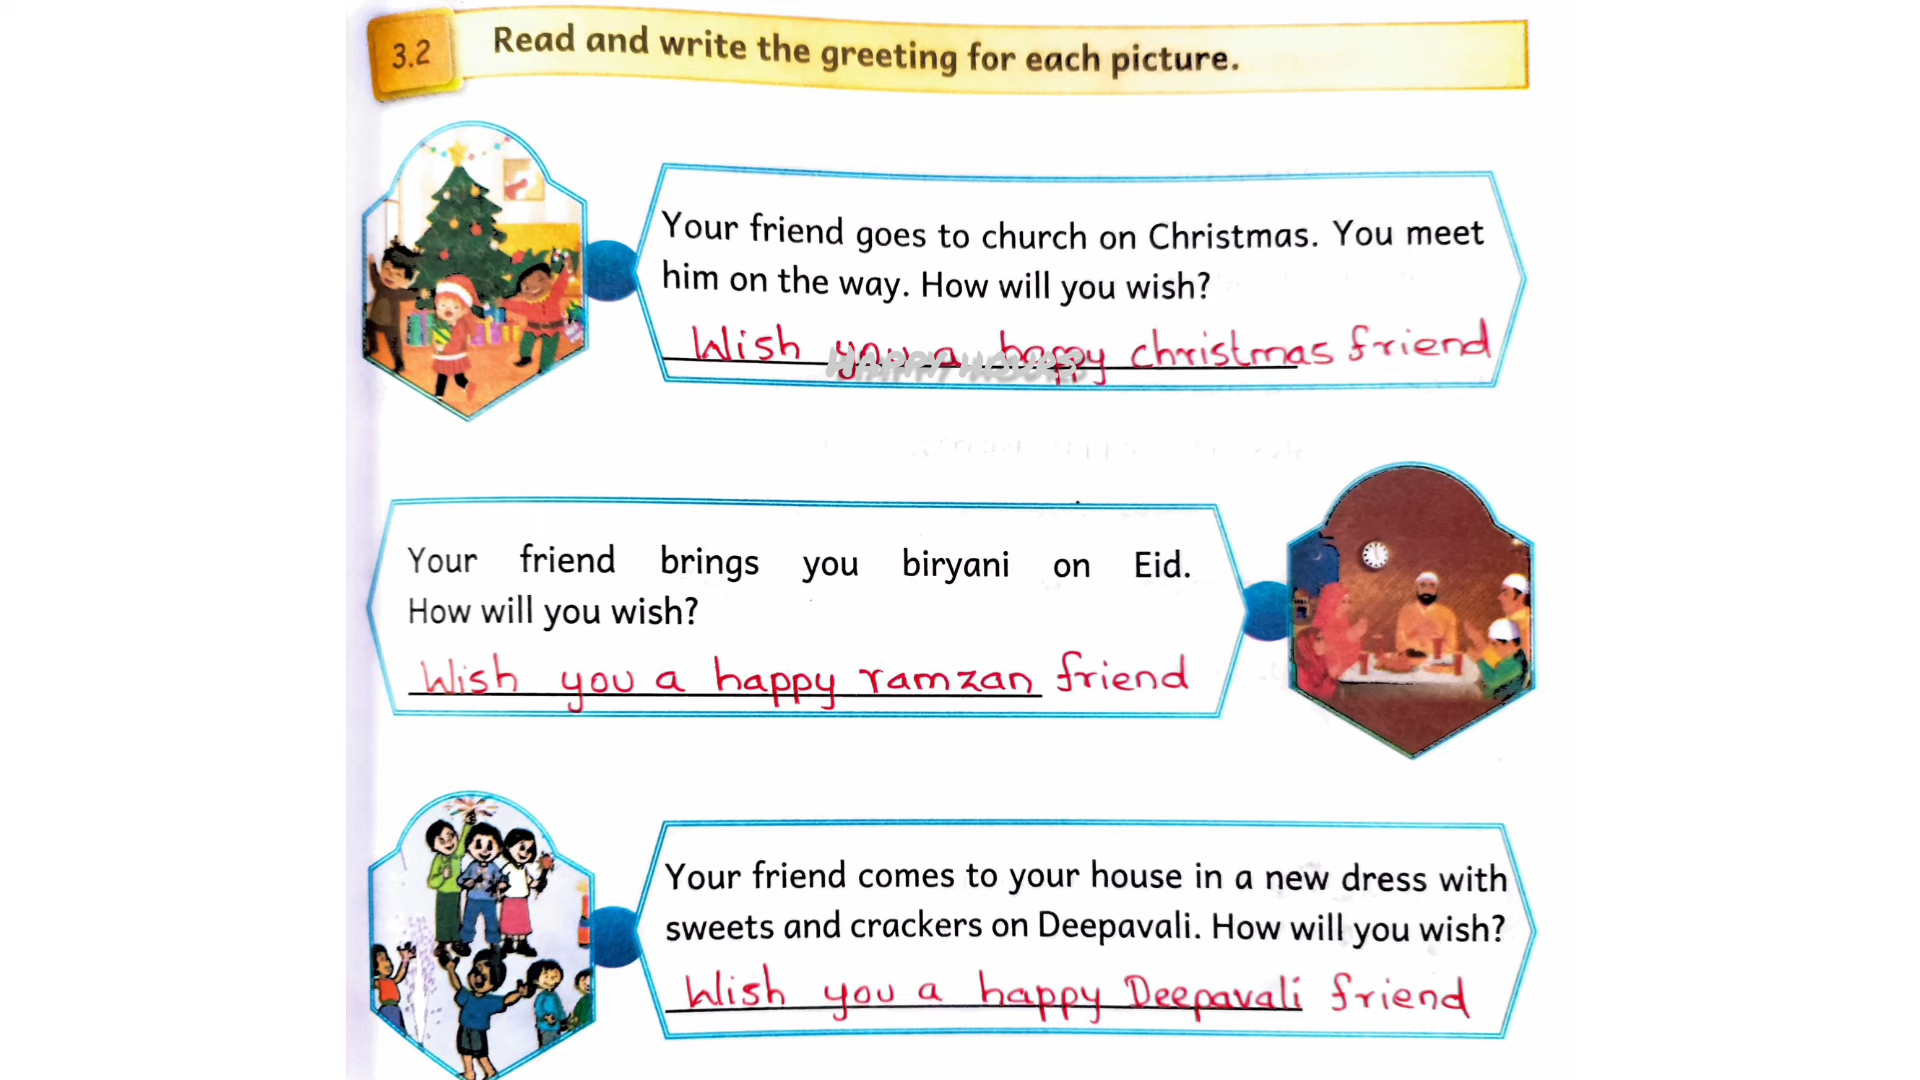 3.2
Read and write the greeting for each picture.
Your friend goes to church on Christmas. You meet
him on the way. How will you wish?
Wish you a happy christmas friend
HAPPY HOURS
Your friend brings you biryani on Eid.
How will you wish?
Wish you a happy ramzan friend
Your friend comes to your house in a new dress with
sweets and crackers on Deepavali. How will you wish?
Wish you a happy Deepavali friend